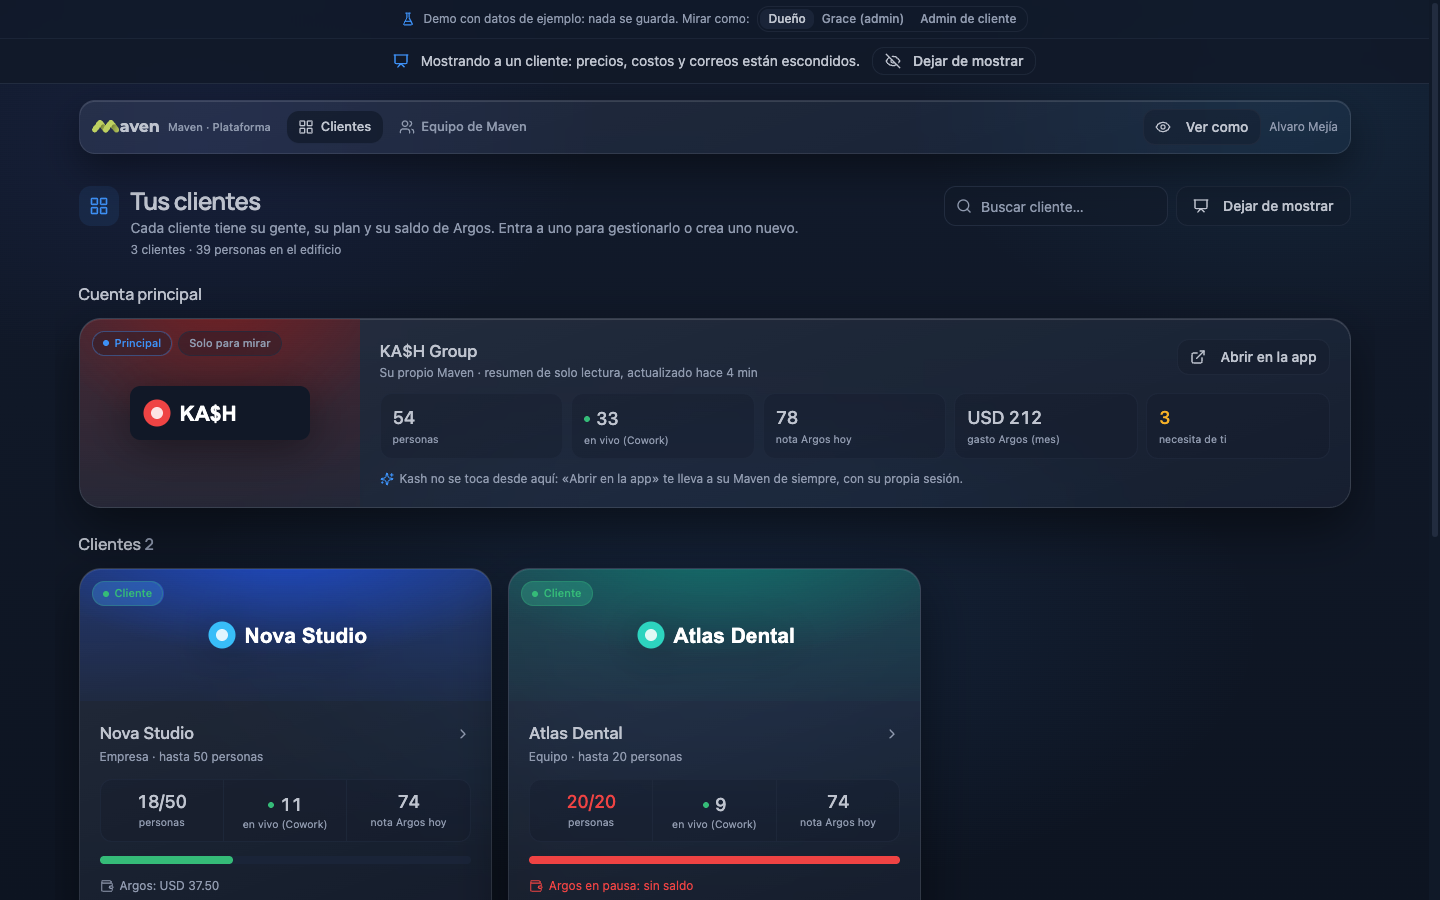 Demo con datos de ejemplo: nada se guarda. Mirar como: Dueño Grace (admin) Admin de cliente
Mostrando a un cliente: precios, costos y correos están escondidos. Dejar de mostrar
Maven Maven · Plataforma Clientes Equipo de Maven Ver como Alvaro Mejía
Tus clientes
Cada cliente tiene su gente, su plan y su saldo de Argos. Entra a uno para gestionarlo o crea uno nuevo.
3 clientes · 39 personas en el edificio
Buscar cliente... Dejar de mostrar
Cuenta principal
Principal Solo para mirar
KA$H
KA$H Group
Su propio Maven · resumen de solo lectura, actualizado hace 4 min
Abrir en la app
54
personas
33
en vivo (Cowork)
78
nota Argos hoy
USD 212
gasto Argos (mes)
3
necesita de ti
Kash no se toca desde aquí: «Abrir en la app» te lleva a su Maven de siempre, con su propia sesión.
Clientes 2
Cliente
Nova Studio
Nova Studio
Empresa · hasta 50 personas
18/50
personas
11
en vivo (Cowork)
74
nota Argos hoy
Argos: USD 37.50
Cliente
Atlas Dental
Atlas Dental
Equipo · hasta 20 personas
20/20
personas
9
en vivo (Cowork)
74
nota Argos hoy
Argos en pausa: sin saldo